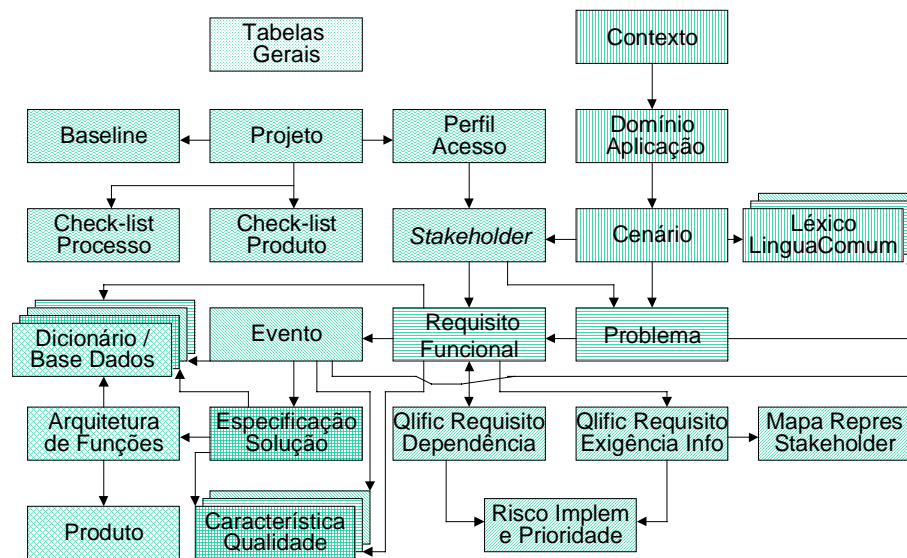 Tabelas
Gerais
Contexto
Baseline
Projeto
Perfil
Acesso
Domínio
Aplicação
Check-list
Processo
Check-list
Produto
Stakeholder
Cenário
Léxico
LinguaComum
Dicionário /
Base Dados
Evento
Requisito
Funcional
Problema
Arquitetura
de Funções
Especificação
Solução
Qlific Requisito
Dependência
Qlific Requisito
Exigência Info
Mapa Repres
Stakeholder
Produto
Característica
Qualidade
Risco Implem
e Prioridade